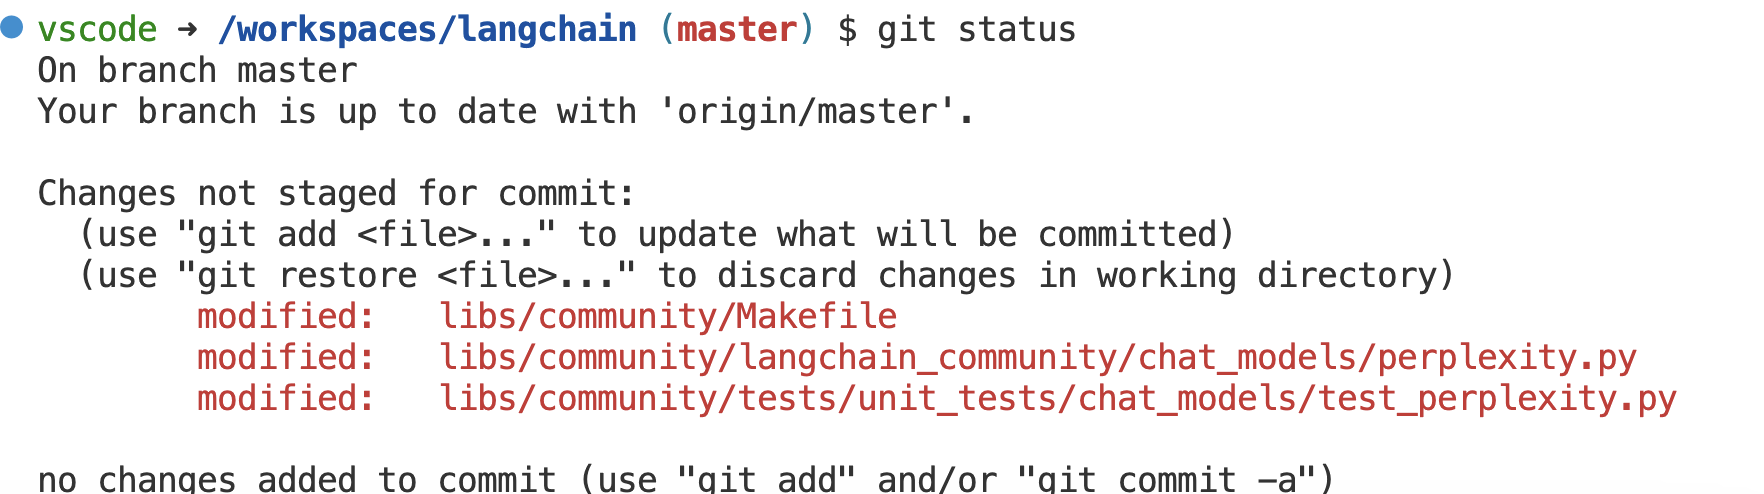 vscode ➜ /workspaces/langchain (master) $ git status
On branch master
Your branch is up to date with 'origin/master'.

Changes not staged for commit:
  (use "git add <file>..." to update what will be committed)
  (use "git restore <file>..." to discard changes in working directory)
        modified:   libs/community/Makefile
        modified:   libs/community/langchain_community/chat_models/perplexity.py
        modified:   libs/community/tests/unit_tests/chat_models/test_perplexity.py

no changes added to commit (use "git add" and/or "git commit -a")